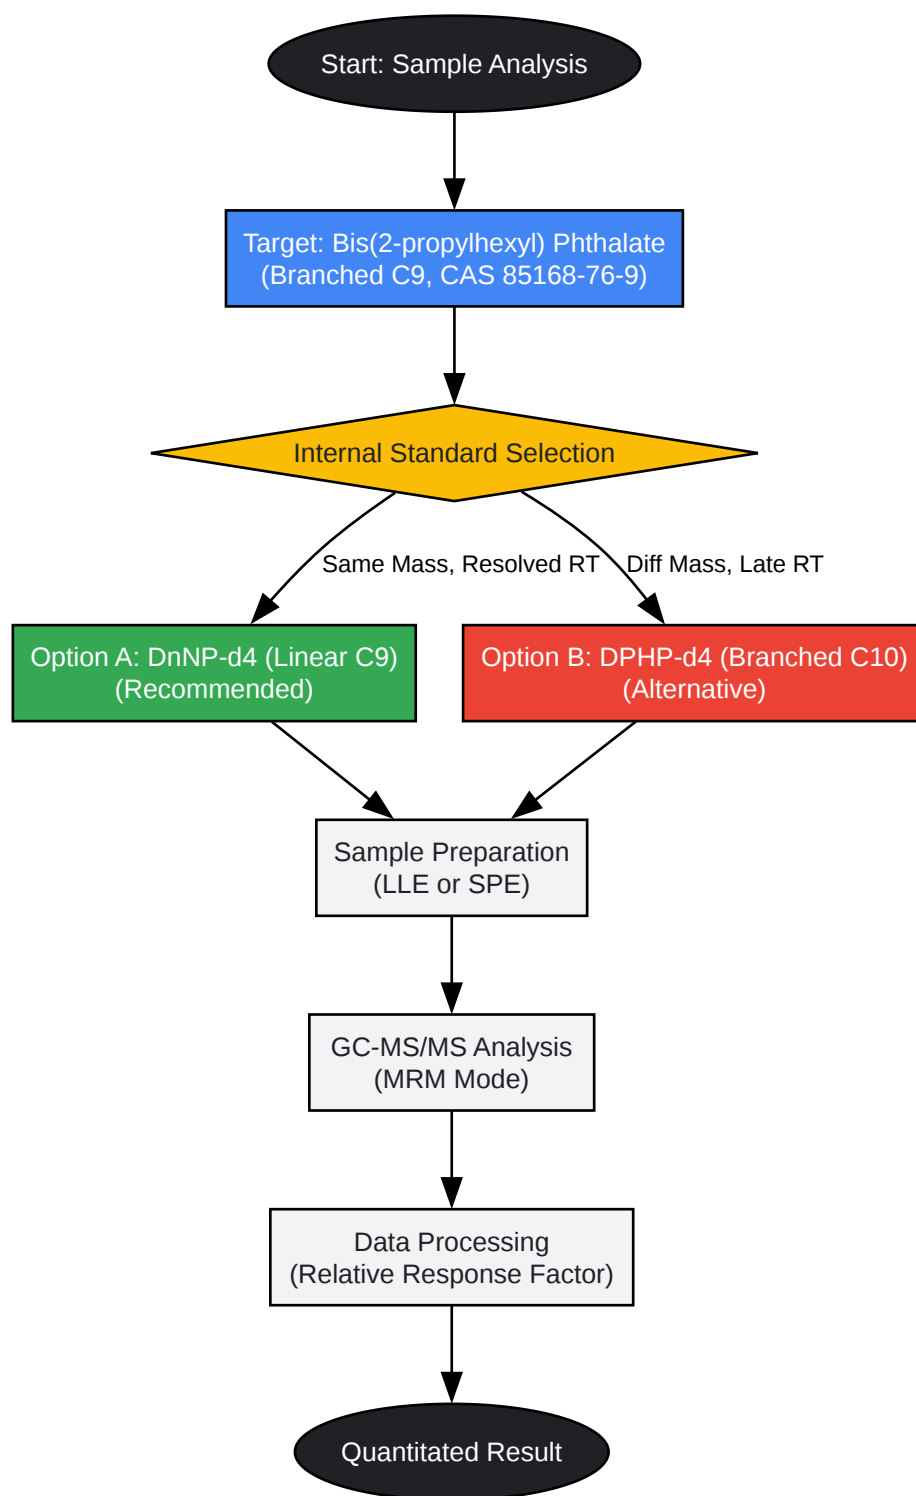 Start: Sample Analysis
Target: Bis(2-propylhexyl) Phthalate
(Branched C9, CAS 85168-76-9)
Internal Standard Selection
Same Mass, Resolved RT
Diff Mass, Late RT
Option A: DnNP-d4 (Linear C9)
(Recommended)
Option B: DPHP-d4 (Branched C10)
(Alternative)
Sample Preparation
(LLE or SPE)
GC-MS/MS Analysis
(MRM Mode)
Data Processing
(Relative Response Factor)
Quantitated Result